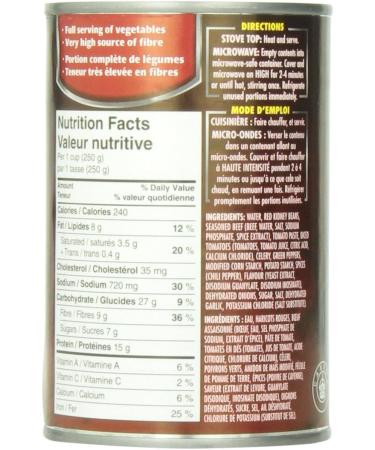 • Full serving of vegetables
• Very high source of fibre
• Portion complète de légumes
• Teneur très élevée en fibres
Nutrition Facts
Valeur nutritive
Per 1 cup (250 g)
par 1 tasse (250 g)
Amount % Daily Value
Teneur % valeur quotidienne
Calories / Calories 240
Fat / Lipides 8 g 12 %
Saturated / saturés 3.5 g
+ Trans / trans 0.4 g 20 %
Cholesterol / Cholestérol 35 mg
Sodium / Sodium 720 mg 30 %
Carbohydrate / Glucides 27 g 9 %
Fibre / Fibres 9 g 36 %
Sugars / Sucres 7 g
Protein / Protéines 15 g
Vitamin A / Vitamine A 6 %
Vitamin C / Vitamine C 2 %
Calcium / Calcium 6 %
Iron / Fer 25 %
DIRECTIONS
STOVE TOP: Heat and serve.
MICROWAVE: Empty contents into
microwave-safe container. Cover and
microwave on HIGH for 2-4 minutes
or until hot, stirring once. Refrigerate
unused portions immediately.
MODE D'EMPLOI
CUISINIÈRE : Faire chauffer, et servir.
MICRO-ONDES : Verser le contenu
dans un contenant allant au
micro-ondes. Couvrir et faire chauffer
à HAUTE INTENSITÉ pendant 2 à 4
minutes ou jusqu'à ce que cela soit
chaud, en remuant une fois. Réfrigérer
promptement les portions inutilisées.
INGREDIENTS: WATER, RED KIDNEY BEANS,
SEASONED BEEF (BEEF, WATER, SALT, SODIUM
PHOSPHATE, SPICE EXTRACT), TOMATO PASTE, DICED
TOMATOES (TOMATOES, TOMATO JUICE, CITRIC ACID,
CALCIUM CHLORIDE), CELERY, GREEN PEPPERS,
MODIFIED CORN STARCH, POTATO STARCH, SPICES
(CHILI PEPPER), FLAVOUR (YEAST EXTRACT,
DISODIUM GUANYLATE, DISODIUM INOSINATE),
DEHYDRATED ONIONS, SUGAR, SALT, DEHYDRATED
GARLIC, POTASSIUM CHLORIDE (SALT SUBSTITUTE).
INGRÉDIENTS : EAU, HARICOTS ROUGES, BŒUF
ASSAISONNÉ (BŒUF, EAU, SEL, PHOSPHATE DE
SODIUM, EXTRAIT D'ÉPICE), PÂTE DE TOMATE,
TOMATES EN DÉS (TOMATES, JUS DE TOMATE, ACIDE
CITRIQUE, CHLORURE DE CALCIUM), CÉLERI,
POIVRONS VERTS, AMIDON DE MAÏS MODIFIÉ, FÉCULE
DE POMME DE TERRE, ÉPICES (POIVRE DE CAYENNE),
SAVEUR (EXTRAIT DE LEVURE, GUANYLATE
DISODIQUE, INOSINATE DISODIQUE), OIGNONS
DÉHYDRATÉS, SUCRE, SEL, AIL DÉSHYDRATÉ,
CHLORURE DE POTASSIUM (SUBSTITUT DE SEL).